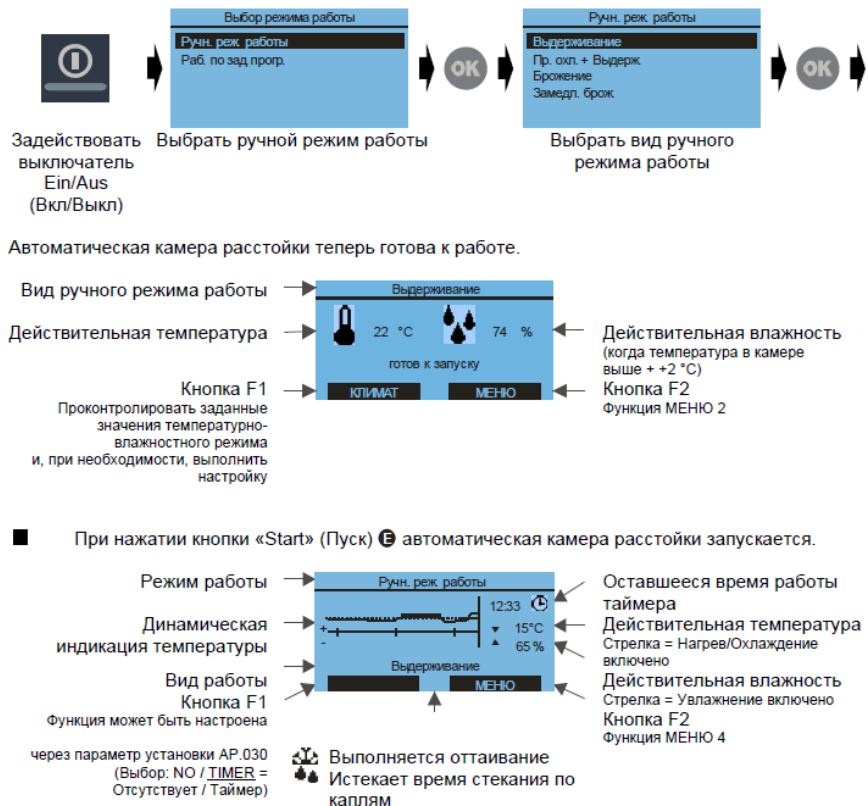 Выбор режима работы
Ручн. реж. работы
Раб. по зад. прогр.
OK
Ручн. реж. работы
Выдерживание
Пр. охл. + Выдерж.
Брожение
Замедл. брож.
OK
Задействовать
выключатель
Ein/Aus
(Вкл/Выкл)
Выбрать ручной режим работы
Выбрать вид ручного
режима работы
Автоматическая камера расстойки теперь готова к работе.
Вид ручного режима работы
Действительная температура
Кнопка F1
Проконтролировать заданные
значения температурно-
влажностного режима
и, при необходимости, выполнить
настройку
Выдерживание
22 °C
74 %
готов к запуску
КЛИМАТ
МЕНЮ
Действительная влажность
(когда температура в камере
выше + +2 °C)
Кнопка F2
Функция МЕНЮ 2
При нажатии кнопки «Start» (Пуск) E автоматическая камера расстойки запускается.
Режим работы
Динамическая
индикация температуры
Вид работы
Кнопка F1
Функция может быть настроена
через параметр установки AP.030
(Выбор: NO / TIMER =
Отсутствует / Таймер)
Ручн. реж. работы
12:33
+
-
15°C
65 %
Выдерживание
МЕНЮ
Выполняется оттаивание
Истекает время стекания по
каплям
Оставшееся время работы
таймера
Действительная температура
Стрелка = Нагрев/Охлаждение
включено
Действительная влажность
Стрелка = Увлажнение включено
Кнопка F2
Функция МЕНЮ 4